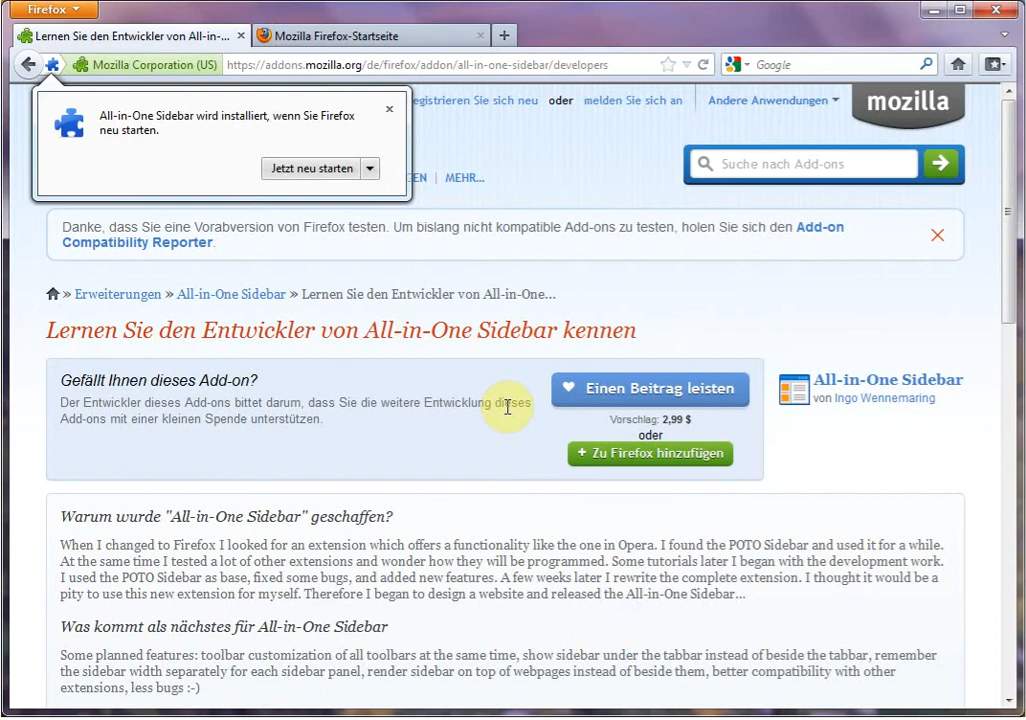 Firefox
Lernen Sie den Entwickler von All-in-...
Mozilla Firefox-Startseite
Mozilla Corporation (US)
https://addons.mozilla.org/de/firefox/addon/all-in-one-sidebar/developers
Google
All-in-One Sidebar wird installiert, wenn Sie Firefox
neu starten.
Jetzt neu starten
egistrieren Sie sich neu oder melden Sie sich an
Andere Anwendungen
mozilla
EN | MEHR...
Suche nach Add-ons
Danke, dass Sie eine Vorabversion von Firefox testen. Um bislang nicht kompatible Add-ons zu testen, holen Sie sich den Add-on
Compatibility Reporter.
» Erweiterungen » All-in-One Sidebar » Lernen Sie den Entwickler von All-in-One...
Lernen Sie den Entwickler von All-in-One Sidebar kennen
Gefällt Ihnen dieses Add-on?
Der Entwickler dieses Add-ons bittet darum, dass Sie die weitere Entwicklung dieses
Add-ons mit einer kleinen Spende unterstützen.
Einen Beitrag leisten
Vorschlag: 2,99 $
oder
+ Zu Firefox hinzufügen
All-in-One Sidebar
von Ingo Wennemaring
Warum wurde "All-in-One Sidebar" geschaffen?
When I changed to Firefox I looked for an extension which offers a functionality like the one in Opera. I found the POTO Sidebar and used it for a while.
At the same time I tested a lot of other extensions and wonder how they will be programmed. Some tutorials later I began with the development work.
I used the POTO Sidebar as base, fixed some bugs, and added new features. A few weeks later I rewrite the complete extension. I thought it would be a
pity to use this new extension for myself. Therefore I began to design a website and released the All-in-One Sidebar...
Was kommt als nächstes für All-in-One Sidebar
Some planned features: toolbar customization of all toolbars at the same time, show sidebar under the tabbar instead of beside the tabbar, remember
the sidebar width separately for each sidebar panel, render sidebar on top of webpages instead of beside them, better compatibility with other
extensions, less bugs :-)